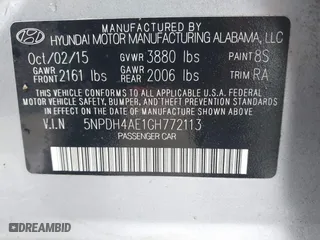 MANUFACTURED BY
HYUNDAI MOTOR MANUFACTURING ALABAMA, LLC
Oct/02/15 GVWR 3880 lbs PAINT 8S
GAWR FRONT 2161 lbs GAWR REAR 2006 lbs TRIM RA
THIS VEHICLE CONFORMS TO ALL APPLICABLE
U.S.A. FEDERAL MOTOR VEHICLE SAFETY, BUMPER,
AND THEFT PREVENTION STANDARDS IN EFFECT ON
THE DATE OF MANUFACTURE SHOWN ABOVE.
V.I.N 5NPDH4AE1GH772113
PASSENGER CAR